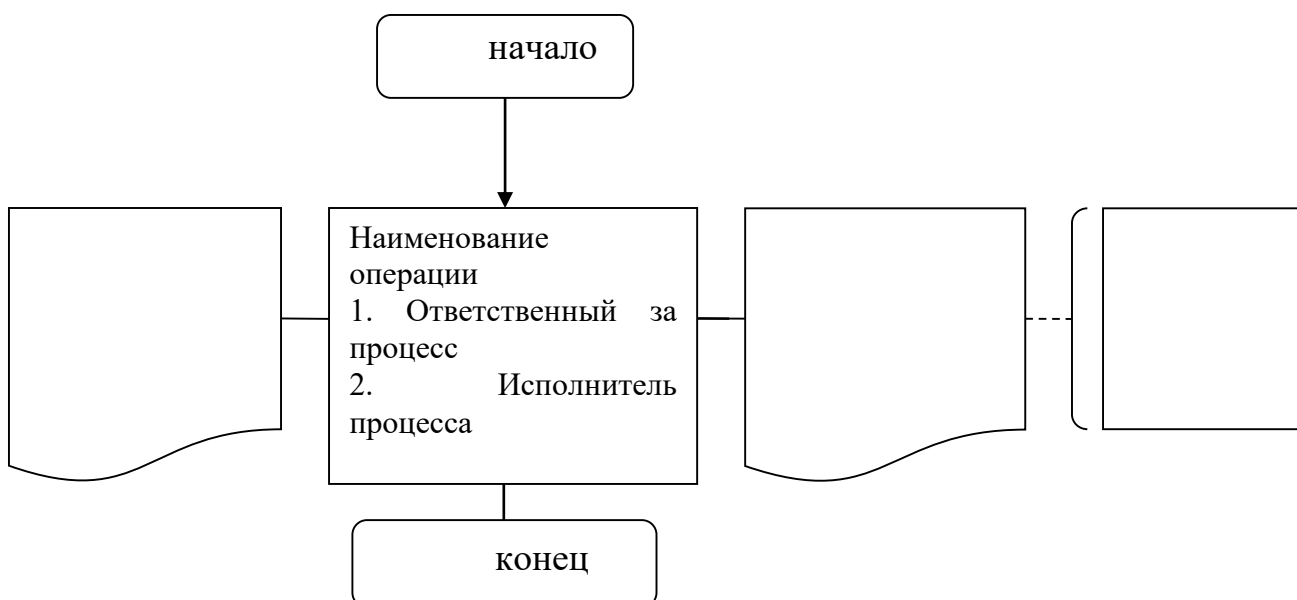 начало
Наименование
операции
1. Ответственный за
процесс
2. Исполнитель
процесса
конец